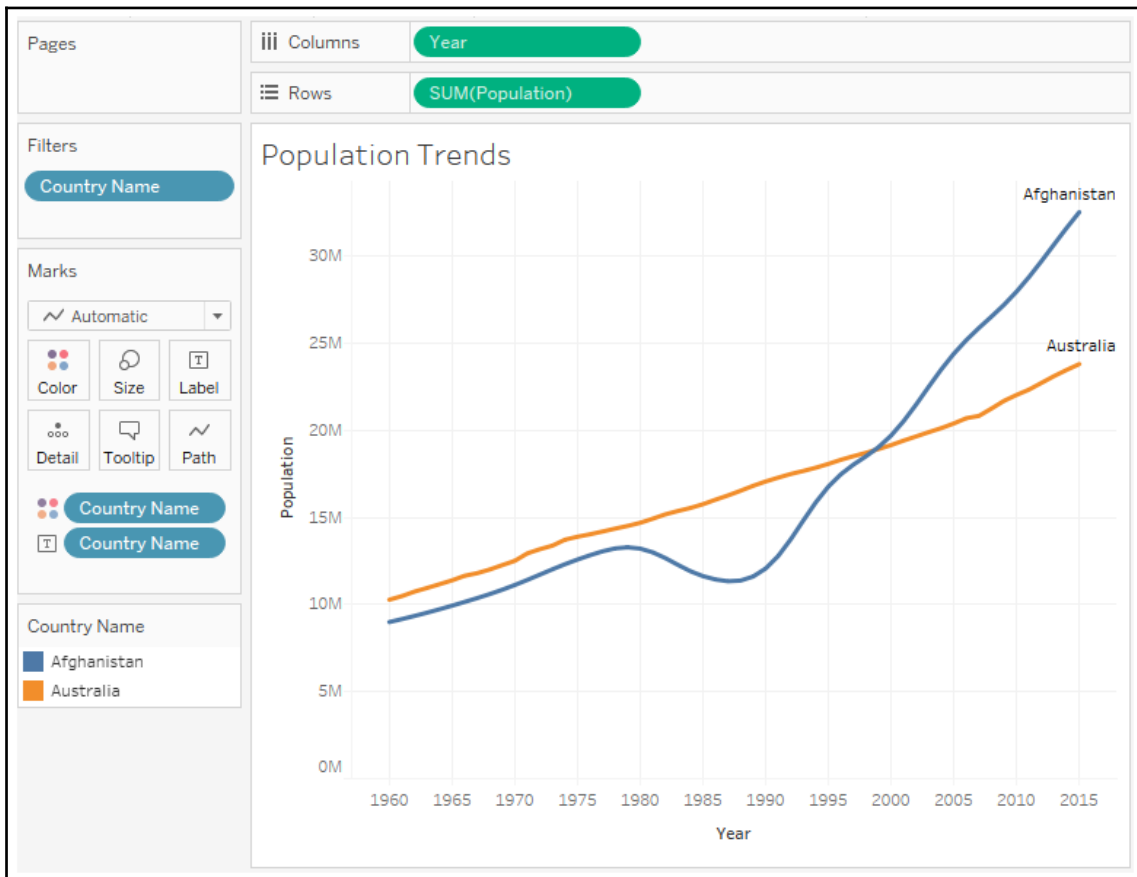 Pages
Columns
Year
Rows
SUM(Population)
Filters
Country Name
Marks
Automatic
Color
Size
T
Label
Detail
Tooltip
Path
Country Name
T
Country Name
Country Name
Afghanistan
Australia
Population Trends
Afghanistan
Australia
30M
25M
20M
15M
10M
5M
0M
Population
1960 1965 1970 1975 1980 1985 1990 1995 2000 2005 2010 2015
Year